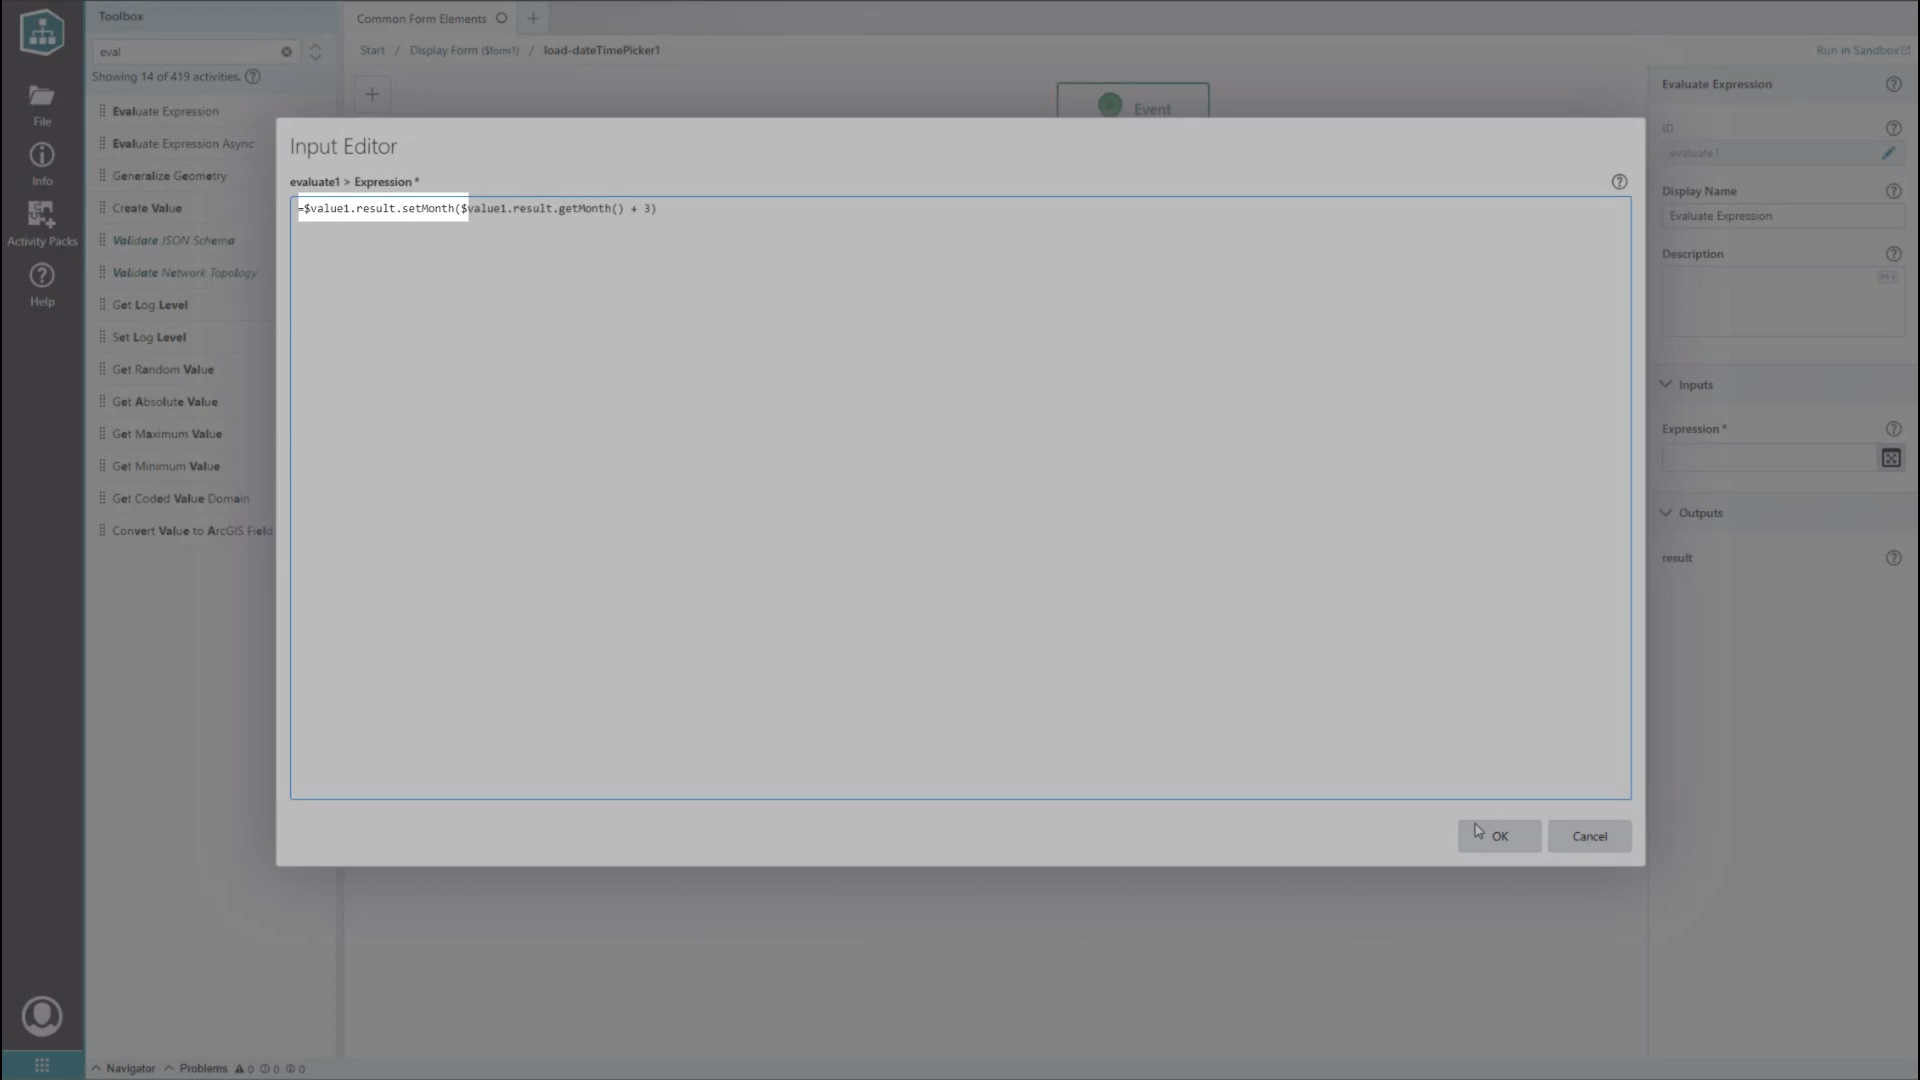 Toolbox
Common Form Elements
eval
Start / Display Form ($form1) / load-dateTimePicker1
Run in Sandbox
Showing 14 of 419 activities.
Evaluate Expression
Evaluate Expression Async
Generalize Geometry
Create Value
Validate JSON Schema
Validate Network Topology
Get Log Level
Set Log Level
Get Random Value
Get Absolute Value
Get Maximum Value
Get Minimum Value
Get Coded Value Domain
Convert Value to ArcGIS Field
File
Info
Activity Packs
Help
Event
Input Editor
evaluate1 > Expression *
=$value1.result.setMonth($value1.result.getMonth() + 3)
OK
Cancel
Evaluate Expression
ID
evaluate1
Display Name
Evaluate Expression
Description
Inputs
Expression *
Outputs
result
Navigator
Problems
0
0
0